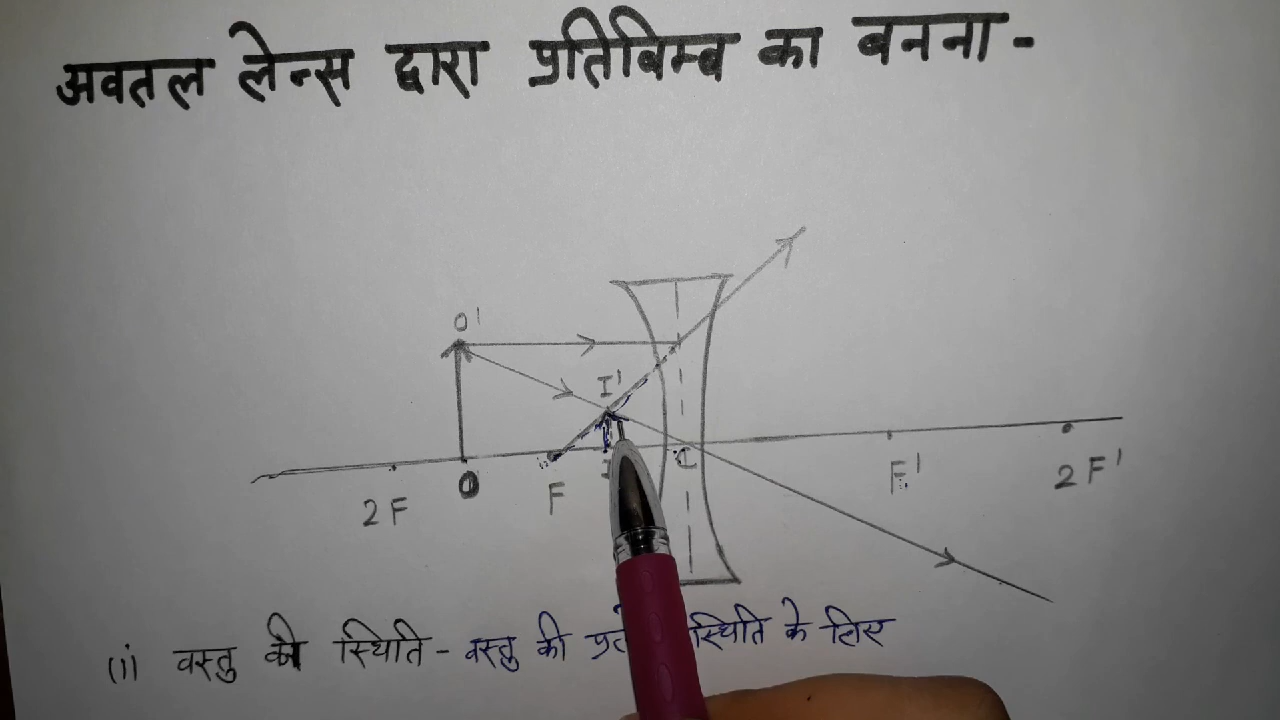 अवतल लेन्स द्वारा प्रतिबिम्ब का बनना -
O'
I'
2F O F C F' 2F'
(i) वस्तु की स्थिति - वस्तु की स्थिति के लिए